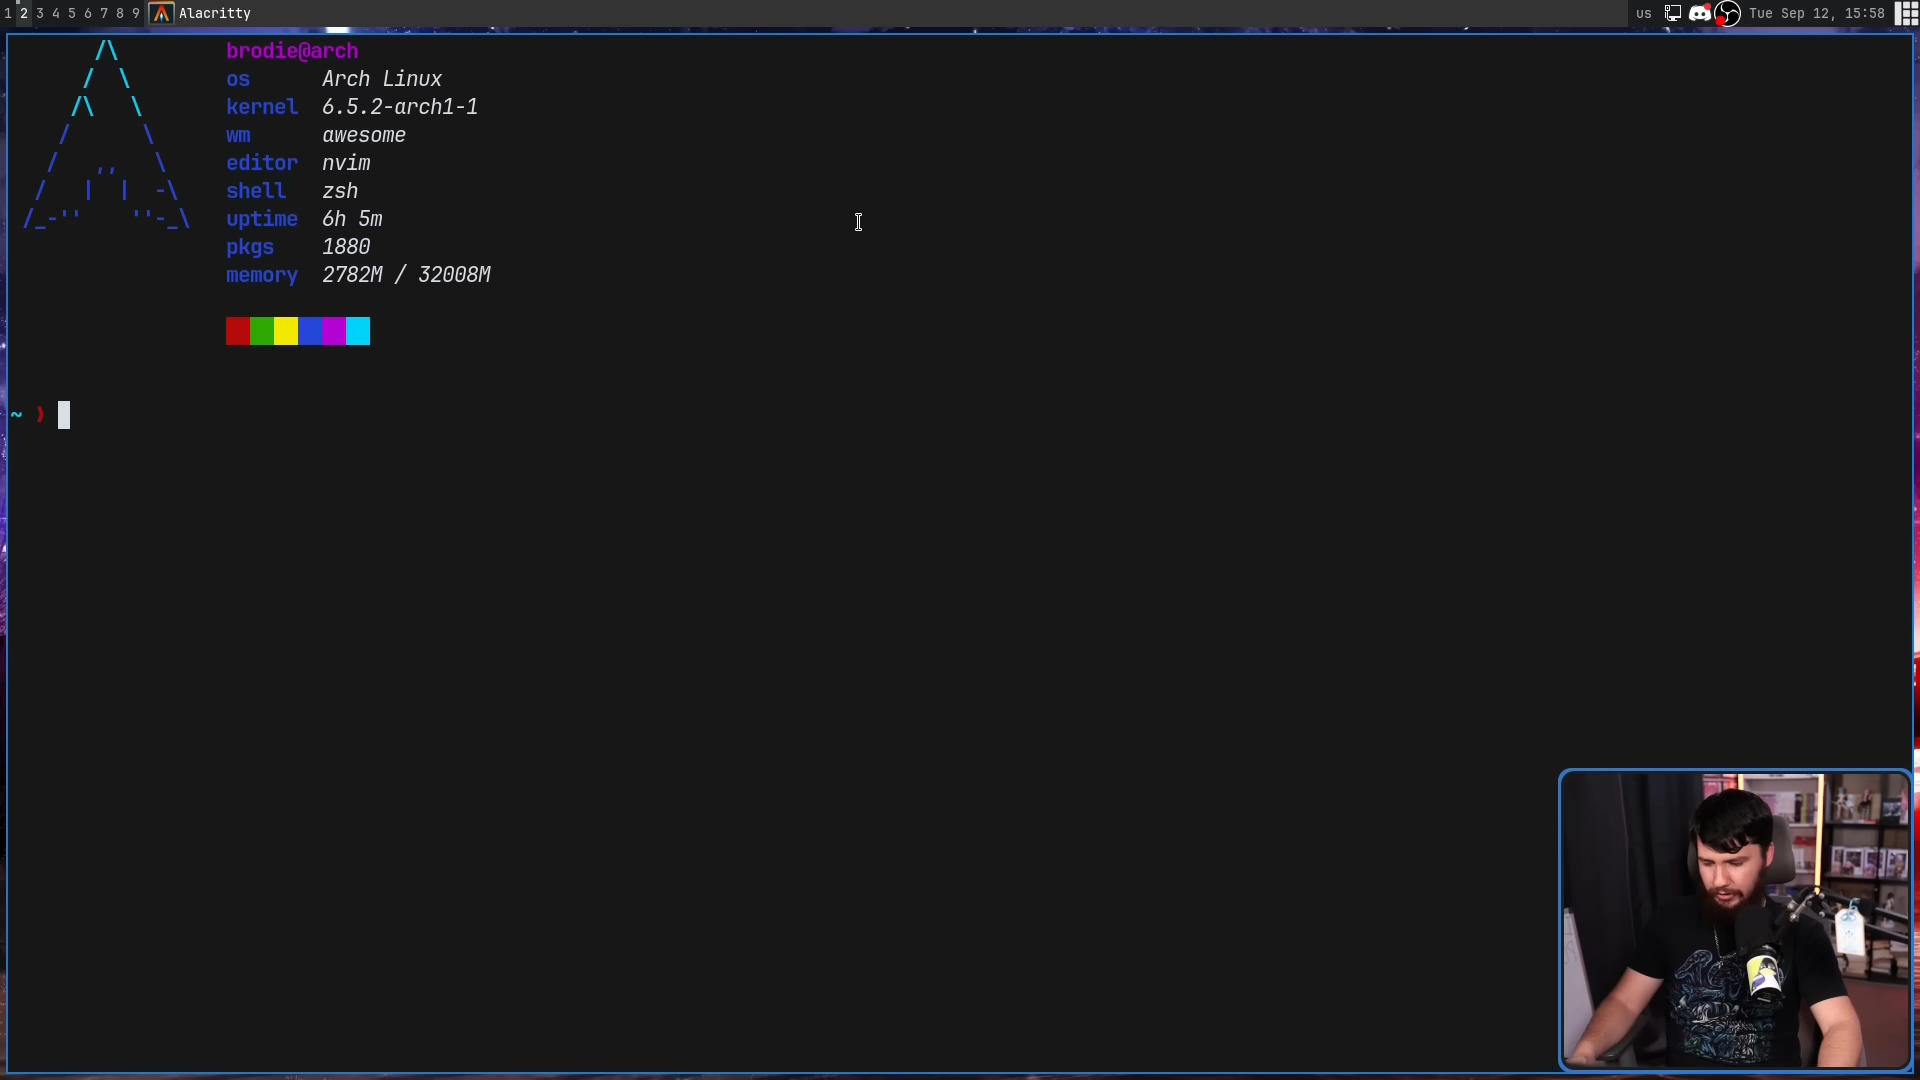 1 2 3 4 5 6 7 8 9 Alacritty us Tue Sep 12, 15:58
brodie@arch
os Arch Linux
kernel 6.5.2-arch1-1
wm awesome
editor nvim
shell zsh
uptime 6h 5m
pkgs 1880
memory 2782M / 32008M
~ ❫